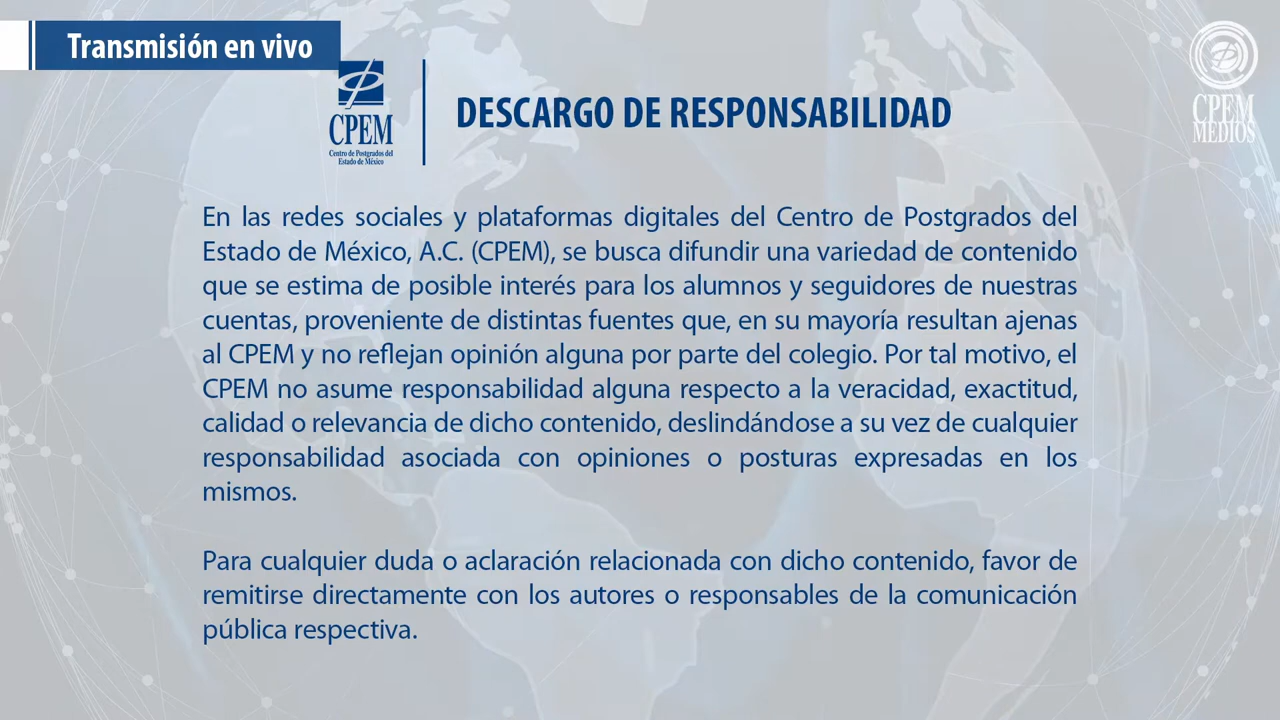 Transmisión en vivo
CPEM
Centro de Postgrados del
Estado de México
DESCARGO DE RESPONSABILIDAD
CPEM
MEDIOS
En las redes sociales y plataformas digitales del Centro de Postgrados del
Estado de México, A.C. (CPEM), se busca difundir una variedad de contenido
que se estima de posible interés para los alumnos y seguidores de nuestras
cuentas, proveniente de distintas fuentes que, en su mayoría resultan ajenas
al CPEM y no reflejan opinión alguna por parte del colegio. Por tal motivo, el
CPEM no asume responsabilidad alguna respecto a la veracidad, exactitud,
calidad o relevancia de dicho contenido, deslindándose a su vez de cualquier
responsabilidad asociada con opiniones o posturas expresadas en los
mismos.
Para cualquier duda o aclaración relacionada con dicho contenido, favor de
remitirse directamente con los autores o responsables de la comunicación
pública respectiva.